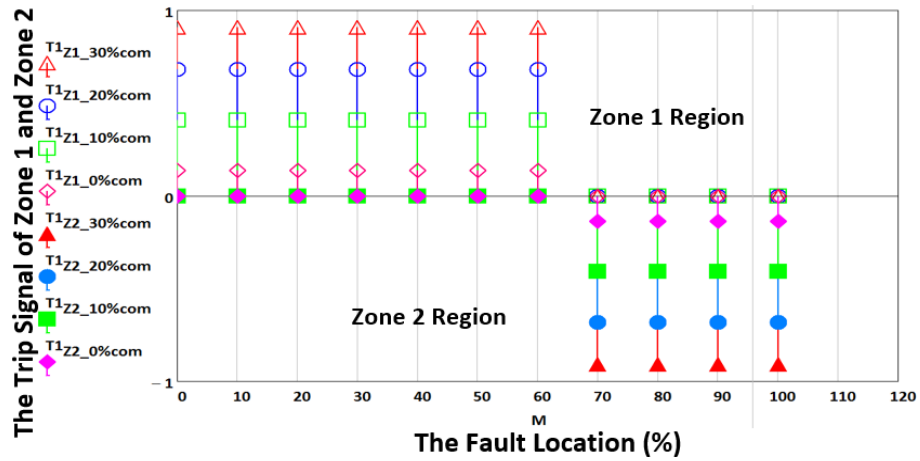 The Trip Signal of Zone 1 and Zone 2
T1Z1_30%com
T1Z1_20%com
T1Z1_10%com
T1Z1_0%com
T1Z2_30%com
T1Z2_20%com
T1Z2_10%com
T1Z2_0%com
1
0
−1
Zone 1 Region
Zone 2 Region
0 10 20 30 40 50 60 70 80 90 100 110 120
M
The Fault Location (%)